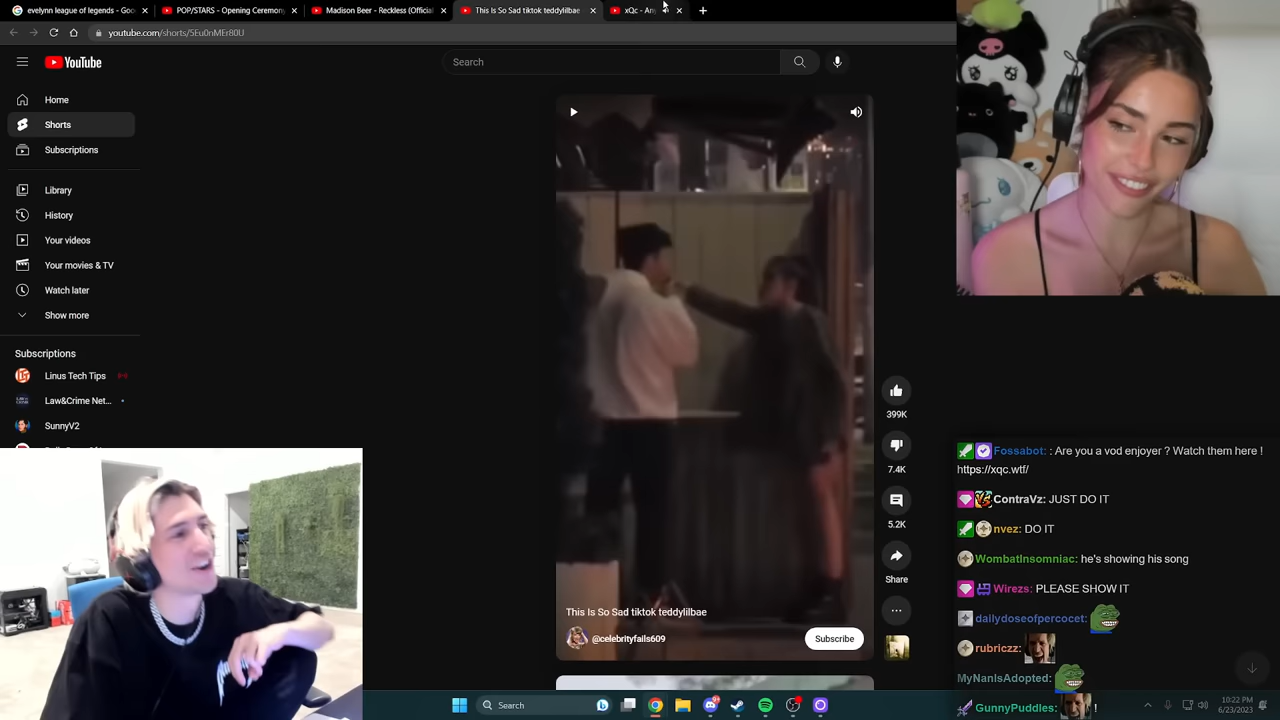 evelynn league of legends - Goo
POP/STARS - Opening Ceremony
Madison Beer - Reckless (Official
This Is So Sad tiktok teddylilbae
xQc - An
youtube.com/shorts/5Eu0nMEr80U
YouTube
Search
Home
Shorts
Subscriptions
Library
History
Your videos
Your movies & TV
Watch later
Show more
Subscriptions
Linus Tech Tips
Law&Crime Net...
SunnyV2
399K
7.4K
5.2K
Share
This Is So Sad tiktok teddylilbae
@celebrityfails609
Subscribe
Fossabot: : Are you a vod enjoyer ? Watch them here !
https://xqc.wtf/
ContraVz: JUST DO IT
nvez: DO IT
WombatInsomniac: he's showing his song
Wirezs: PLEASE SHOW IT
dailydoseofpercocet:
rubriczz:
MyNanIsAdopted:
GunnyPuddles: !
Search
10:22 PM
6/23/2023